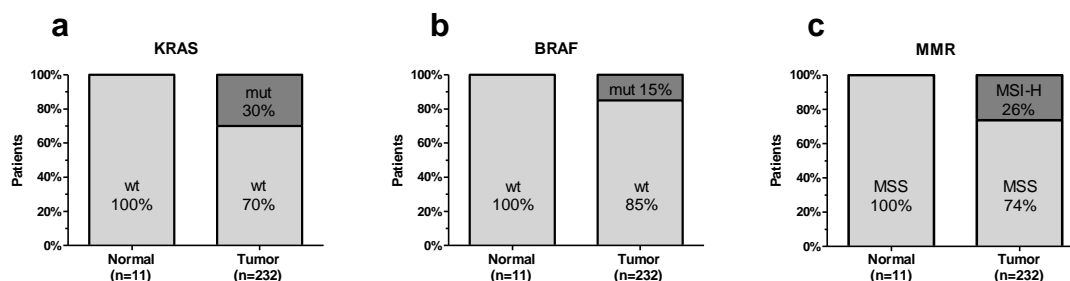 a
KRAS
100%
80%
60%
40%
20%
0%
Patients
mut
30%
wt
100%
wt
70%
Normal
(n=11)
Tumor
(n=232)
b
BRAF
100%
80%
60%
40%
20%
0%
Patients
mut 15%
wt
100%
wt
85%
Normal
(n=11)
Tumor
(n=232)
c
MMR
100%
80%
60%
40%
20%
0%
Patients
MSI-H
26%
MSS
100%
MSS
74%
Normal
(n=11)
Tumor
(n=232)